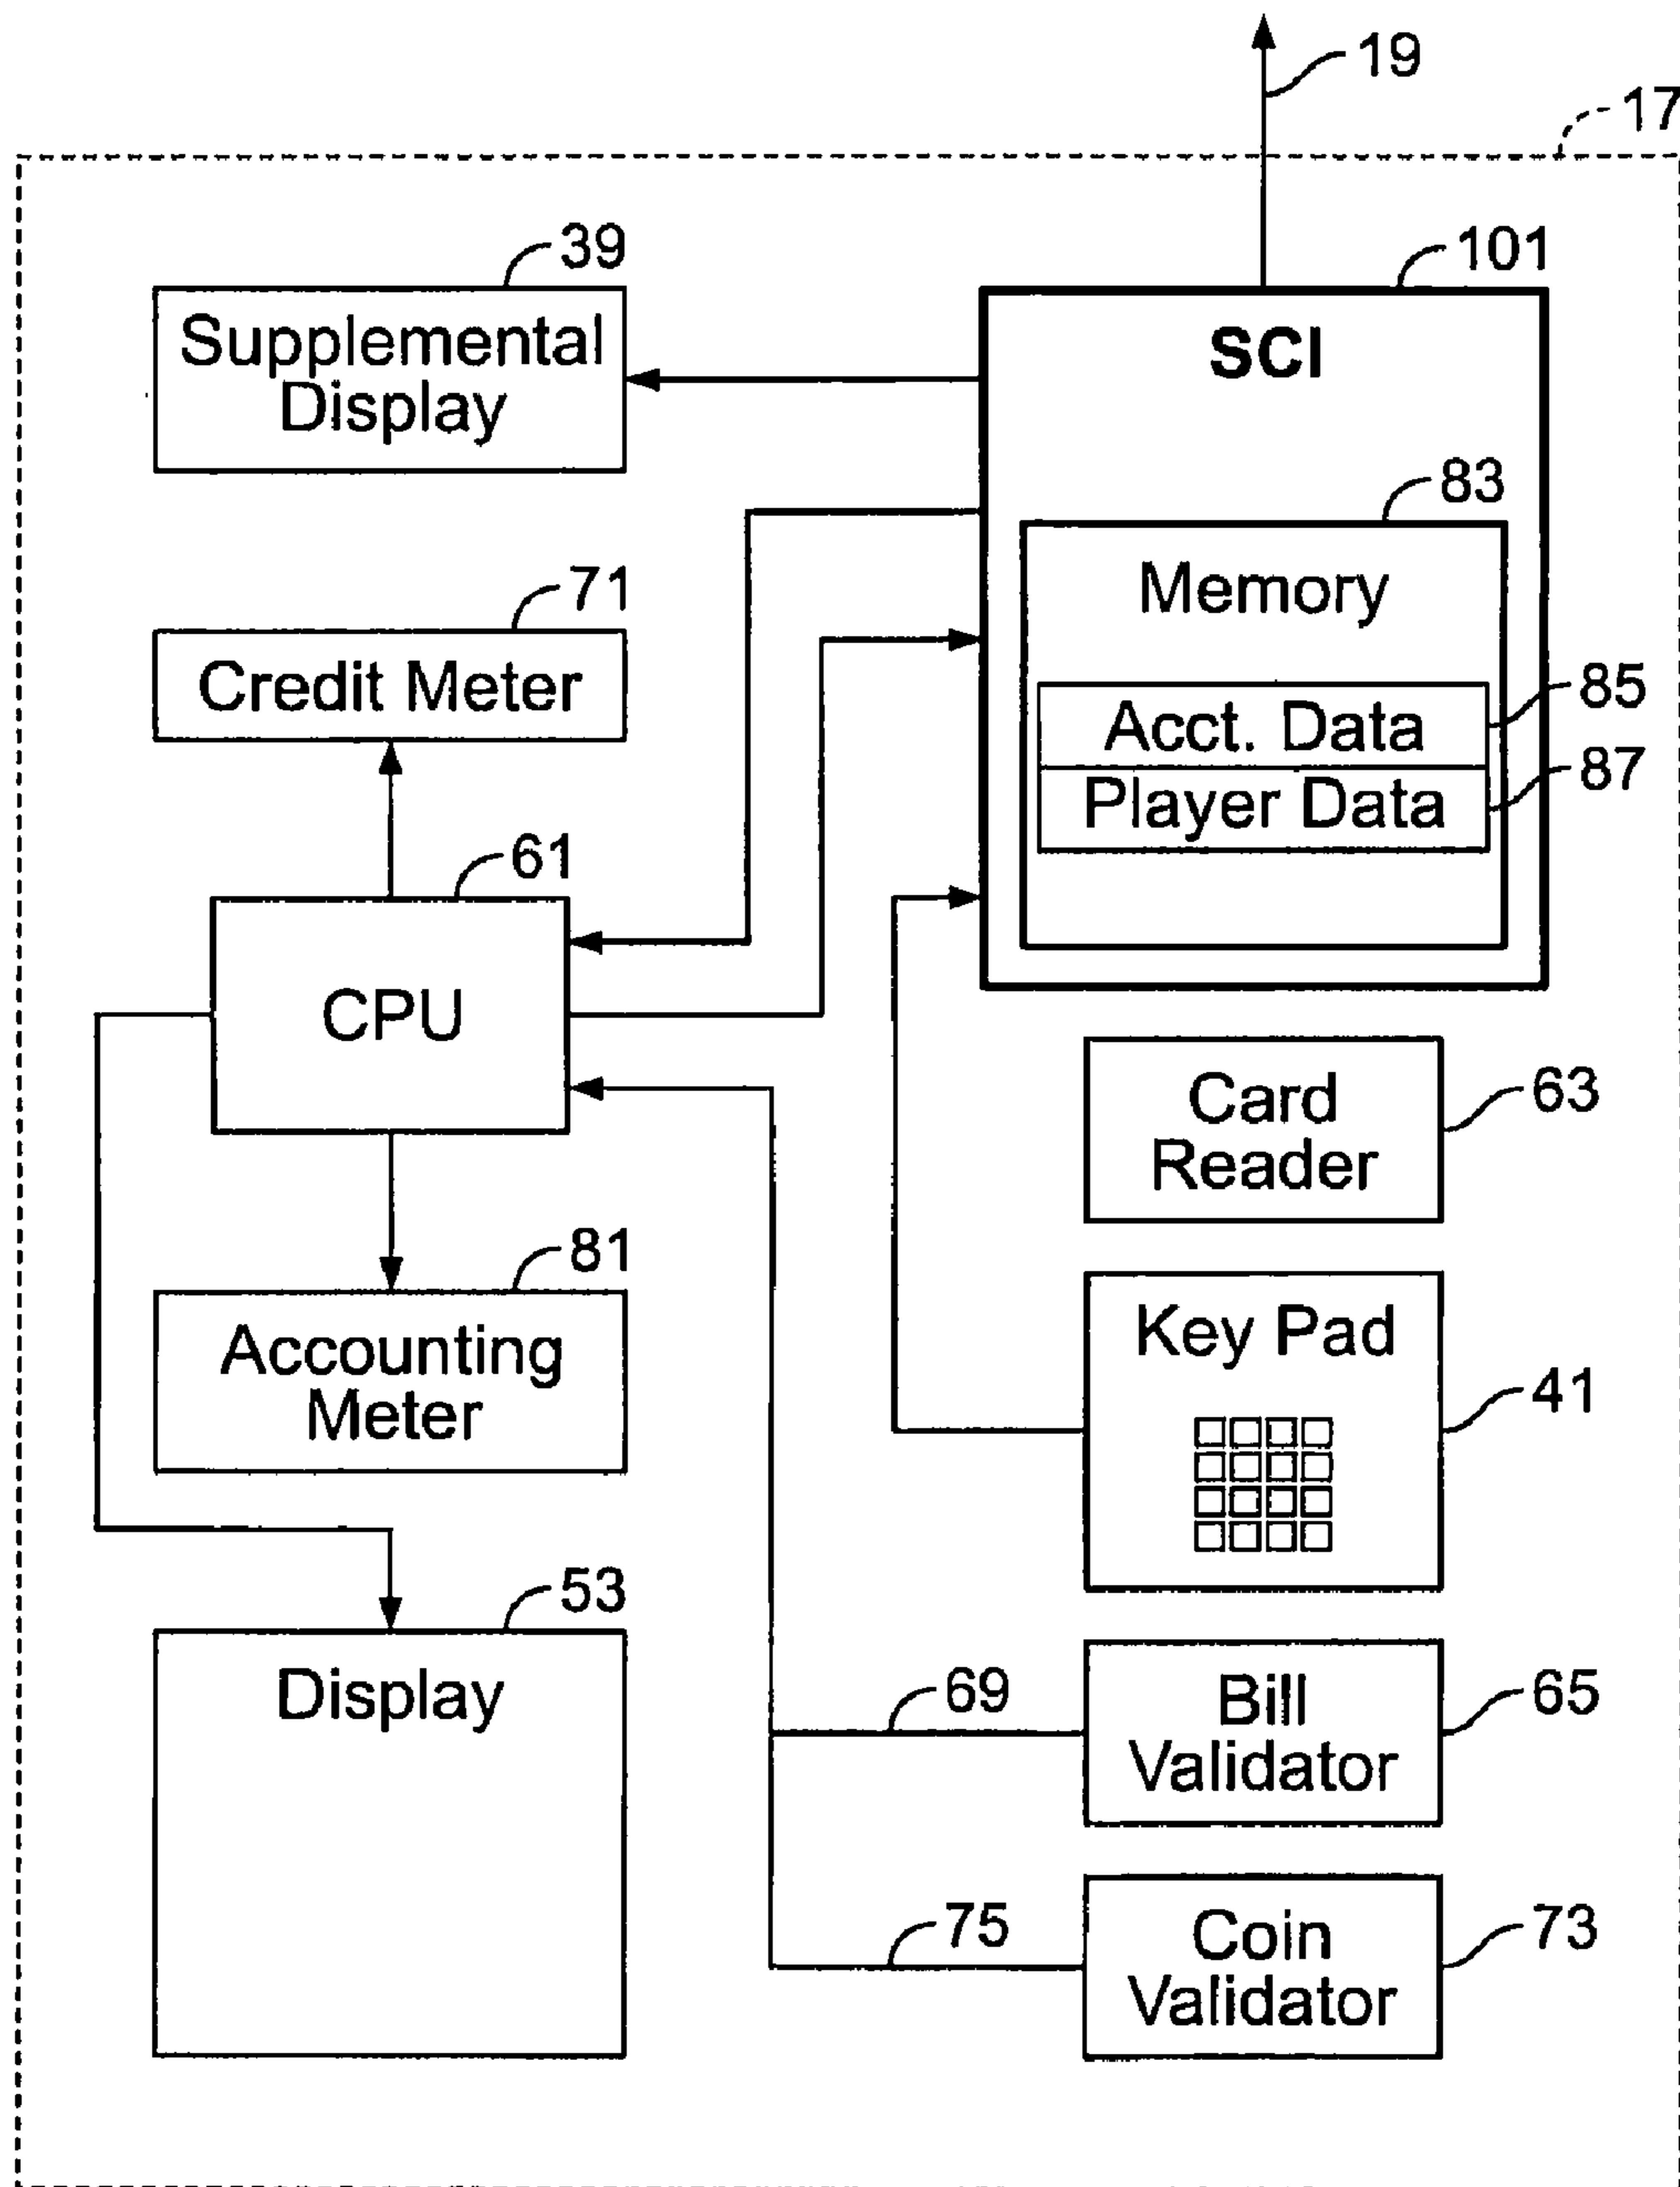 19
17
39
Supplemental
Display
101
SCI
83
Memory
85
Acct. Data
87
Player Data
71
Credit Meter
61
CPU
63
Card
Reader
81
Accounting
Meter
41
Key Pad
53
Display
69
65
Bill
Validator
75
73
Coin
Validator